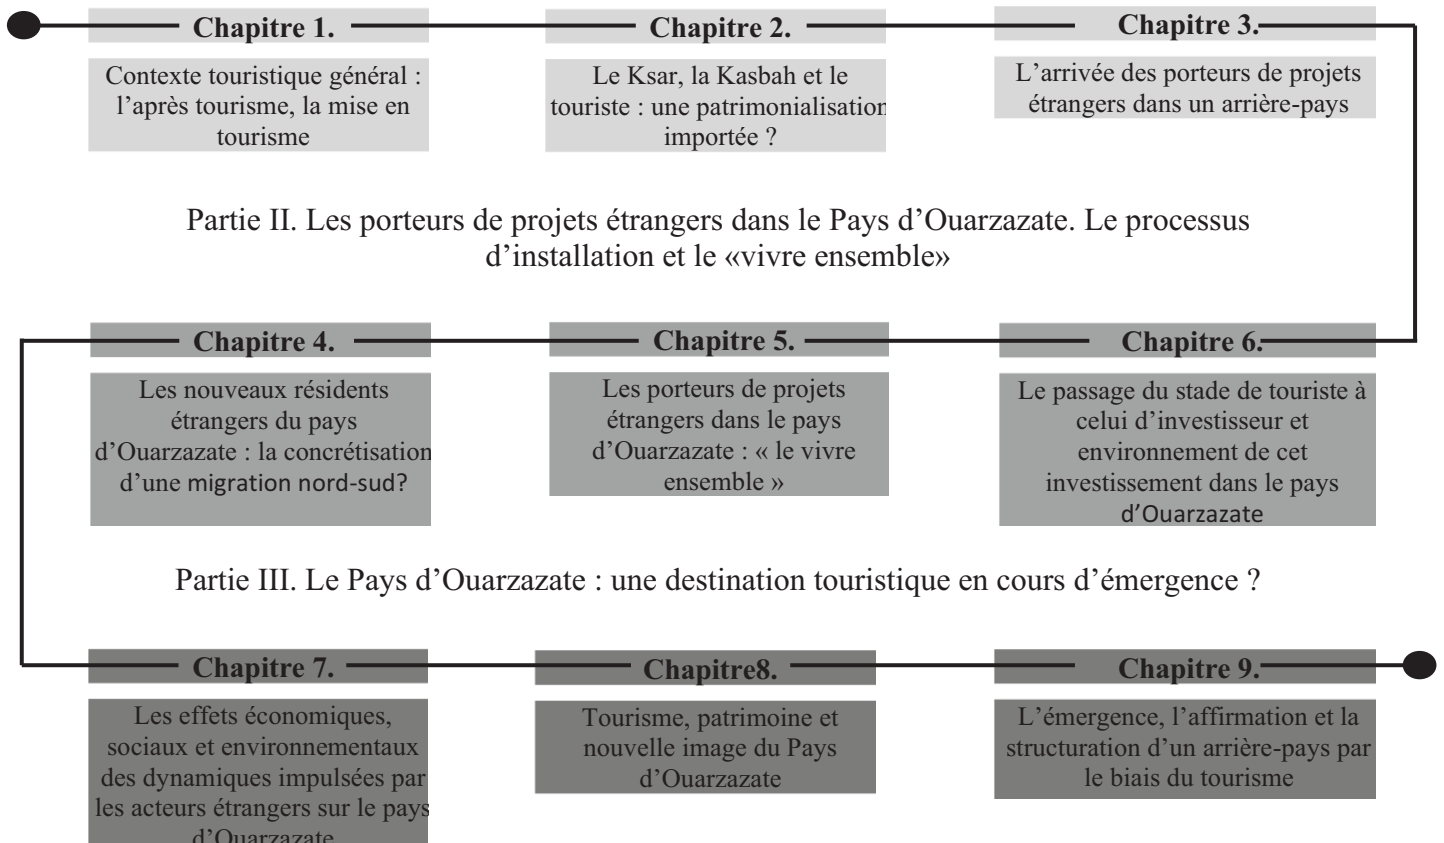 Chapitre 1.
Contexte touristique général :
l’après tourisme, la mise en
tourisme
Chapitre 2.
Le Ksar, la Kasbah et le
touriste : une patrimonialisation
importée ?
Chapitre 3.
L’arrivée des porteurs de projets
étrangers dans un arrière-pays
Partie II. Les porteurs de projets étrangers dans le Pays d’Ouarzazate. Le processus
d’installation et le «vivre ensemble»
Chapitre 4.
Les nouveaux résidents
étrangers du pays
d’Ouarzazate : la concrétisation
d’une migration nord-sud?
Chapitre 5.
Les porteurs de projets
étrangers dans le pays
d’Ouarzazate : « le vivre
ensemble »
Chapitre 6.
Le passage du stade de touriste à
celui d’investisseur et
environnement de cet
investissement dans le pays
d’Ouarzazate
Partie III. Le Pays d’Ouarzazate : une destination touristique en cours d’émergence ?
Chapitre 7.
Les effets économiques,
sociaux et environnementaux
des dynamiques impulsées par
les acteurs étrangers sur le pays
d’Ouarzazate
Chapitre8.
Tourisme, patrimoine et
nouvelle image du Pays
d’Ouarzazate
Chapitre 9.
L’émergence, l’affirmation et la
structuration d’un arrière-pays par
le biais du tourisme